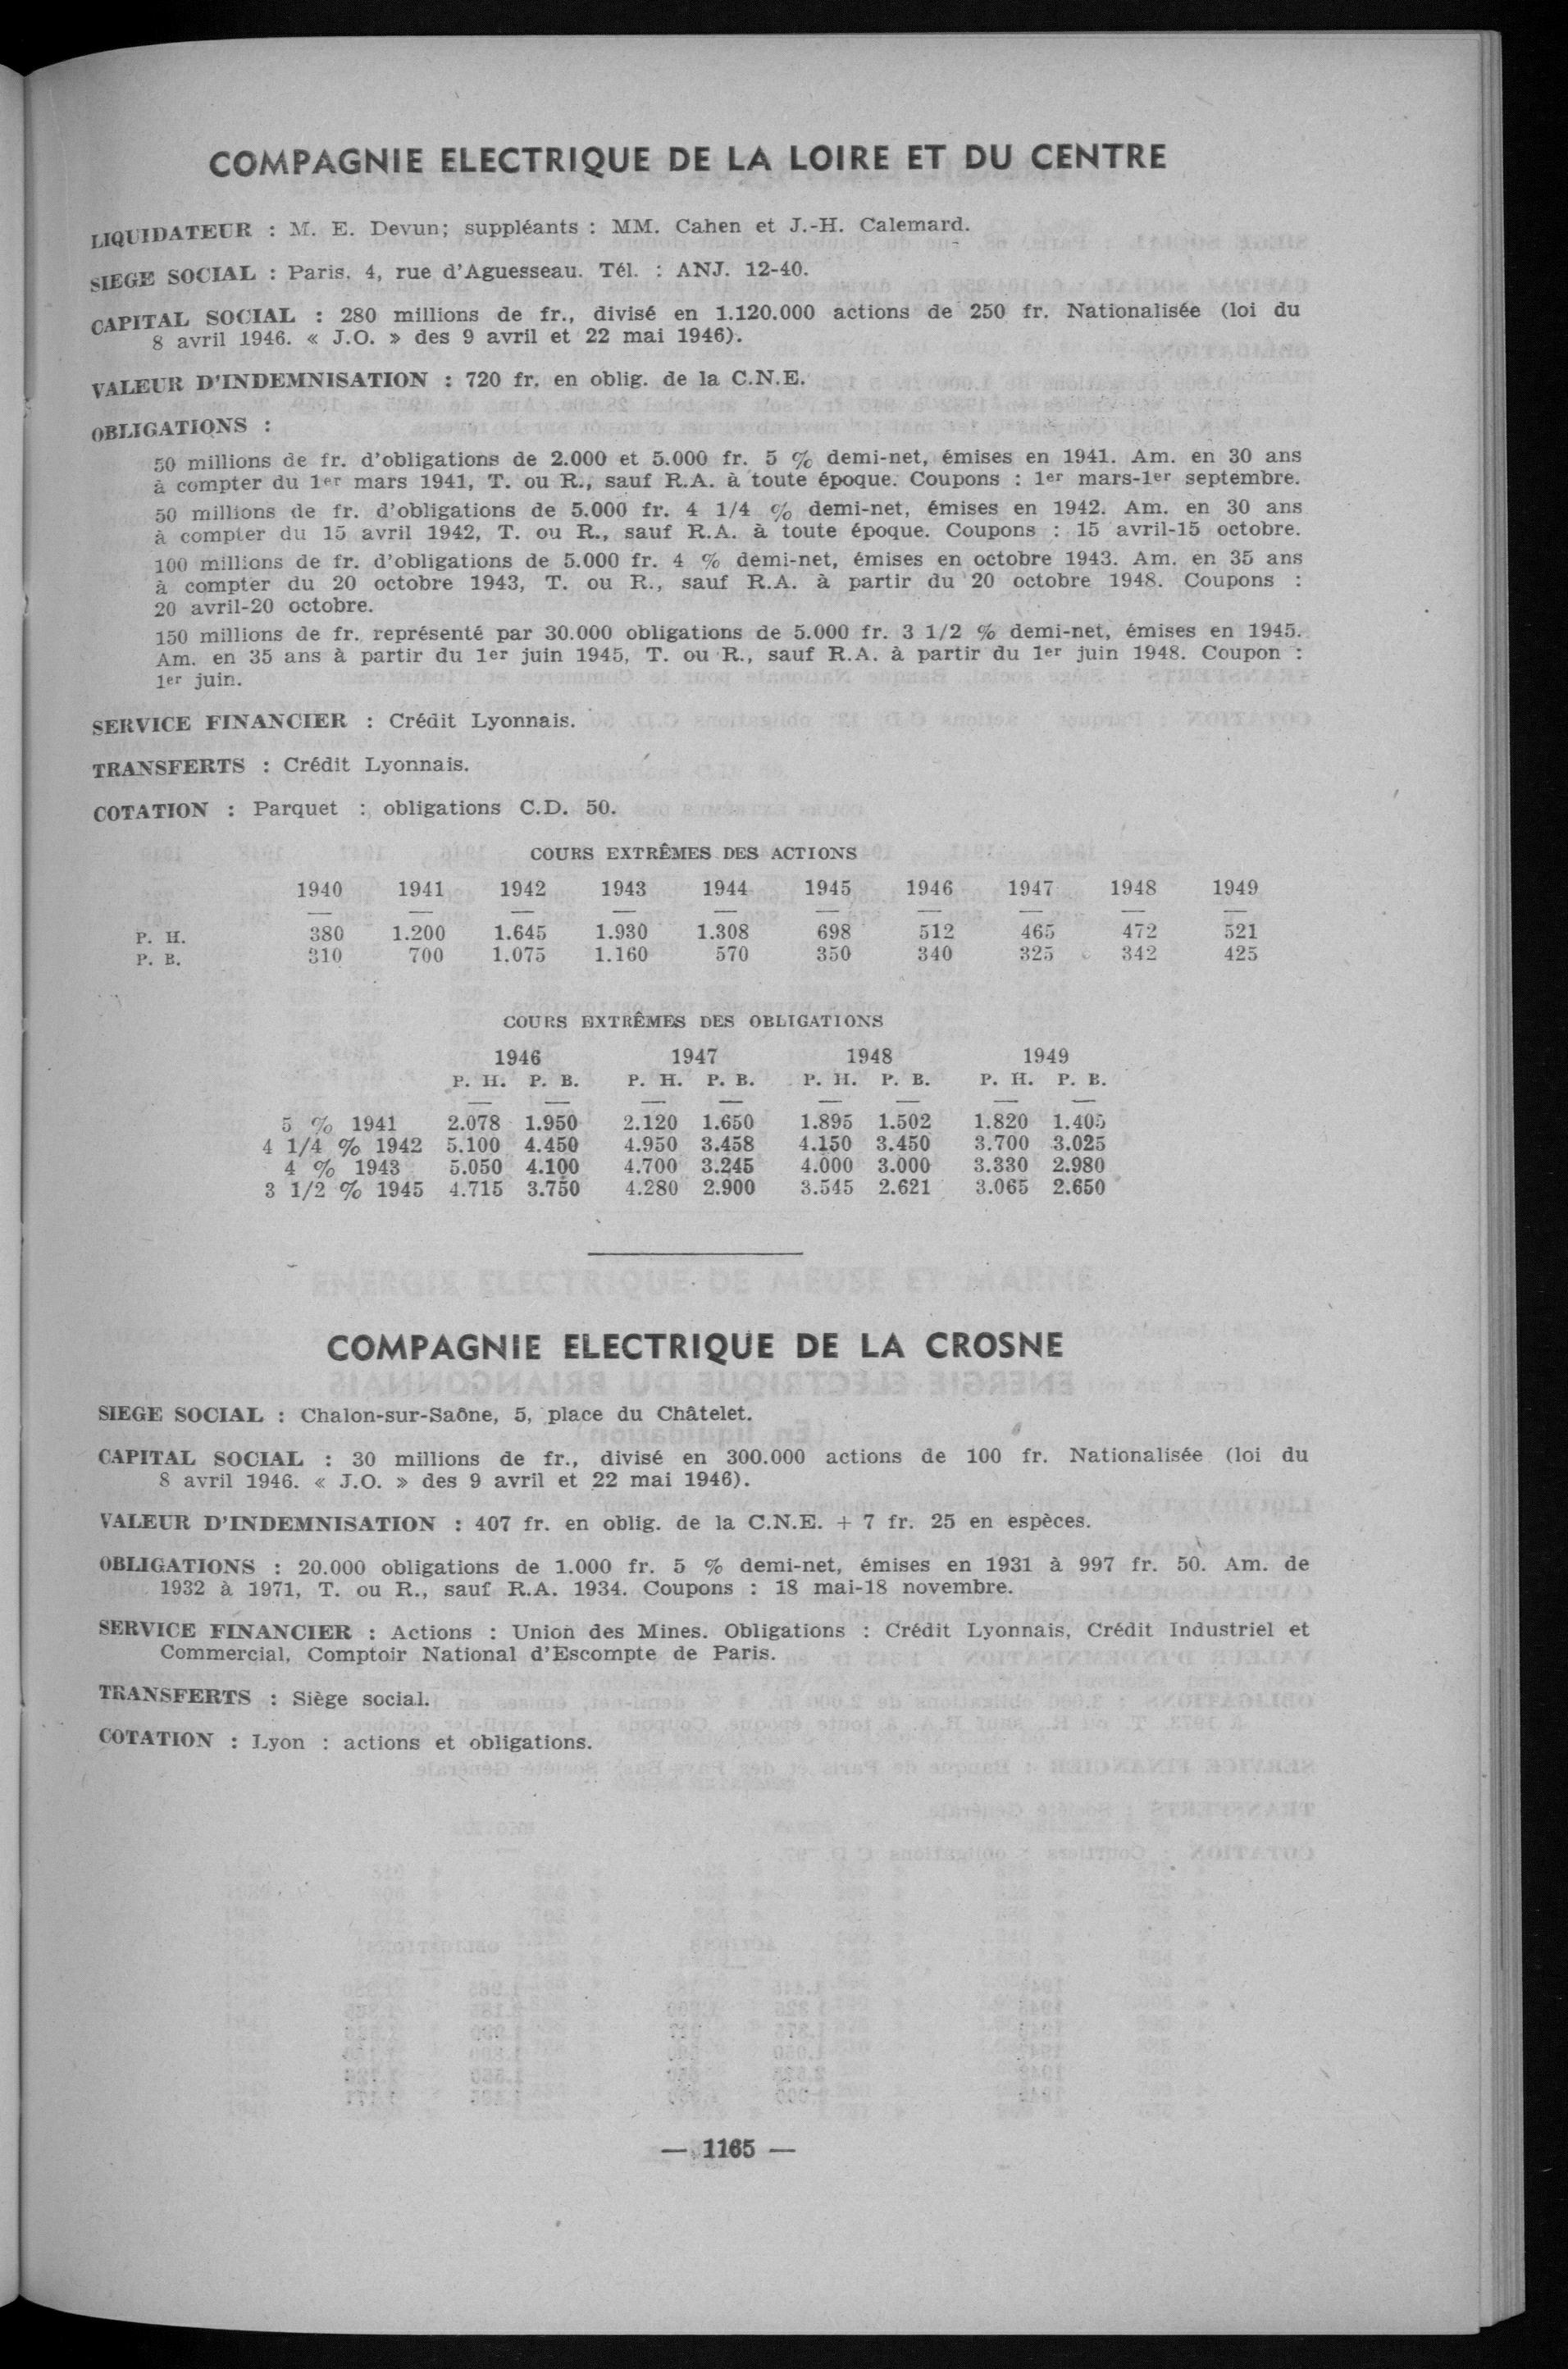 COMPAGNIE ELECTRIQUE DE LA LOIRE ET DU CENTRE
LIQUIDATEUR : M. E. Devun; suppléants : MM. Cahen et J.-H. Calemard.
SIEGE SOCIAL : Paris. 4, rue d'Aguesseau. Tél. : ANJ. 12-40.
CAPITAL SOCIAL : 280 millions de fr., divisé en 1.120.000 actions de 250 fr. Nationalisée (loi du
8 avril 1946. « J.O. » des 9 avril et 22 mai 1946).
VALEUR D'INDEMNISATION : 720 fr. en oblig. de la C.N.E.
OBLIGATIONS :
50 millions de fr. d'obligations de 2.000 et 5.000 fr. 5 % demi-net, émises en 1941. Am. en 30 ans
à compter du 1er mars 1941, T. ou R., sauf R.A. à toute époque. Coupons : 1er mars-1er septembre.
50 millions de fr. d'obligations de 5.000 fr. 4 1/4 % demi-net, émises en 1942. Am. en 30 ans
à compter du 15 avril 1942, T. ou R., sauf R.A. à toute époque. Coupons : 15 avril-15 octobre.
100 millions de fr. d'obligations de 5.000 fr. 4 % demi-net, émises en octobre 1943. Am. en 35 ans
à compter du 20 octobre 1943, T. ou R., sauf R.A. à partir du 20 octobre 1948. Coupons :
20 avril-20 octobre.
150 millions de fr. représenté par 30.000 obligations de 5.000 fr. 3 1/2 % demi-net, émises en 1945.
Am. en 35 ans à partir du 1er juin 1945, T. ou R., sauf R.A. à partir du 1er juin 1948. Coupon :
1er juin.
SERVICE FINANCIER : Crédit Lyonnais.
TRANSFERTS : Crédit Lyonnais.
COTATION : Parquet : obligations C.D. 50.
COURS EXTRÊMES DES ACTIONS
1940 1941 1942 1943 1944 1945 1946 1947 1948 1949
P. H. 380 1.200 1.645 1.930 1.308 698 512 465 472 521
P. B. 310 700 1.075 1.160 570 350 340 325 342 425
COURS EXTRÊMES DES OBLIGATIONS
1946 1947 1948 1949
P. H. P. B. P. H. P. B. P. H. P. B. P. H. P. B.
5 % 1941 2.078 1.950 2.120 1.650 1.895 1.502 1.820 1.405
4 1/4 % 1942 5.100 4.450 4.950 3.458 4.150 3.450 3.700 3.025
4 % 1943 5.050 4.100 4.700 3.245 4.000 3.000 3.330 2.980
3 1/2 % 1945 4.715 3.750 4.280 2.900 3.545 2.621 3.065 2.650
COMPAGNIE ELECTRIQUE DE LA CROSNE
SIEGE SOCIAL : Chalon-sur-Saône, 5, place du Châtelet.
CAPITAL SOCIAL : 30 millions de fr., divisé en 300.000 actions de 100 fr. Nationalisée (loi du
8 avril 1946. « J.O. » des 9 avril et 22 mai 1946).
VALEUR D'INDEMNISATION : 407 fr. en oblig. de la C.N.E. + 7 fr. 25 en espèces.
OBLIGATIONS : 20.000 obligations de 1.000 fr. 5 % demi-net, émises en 1931 à 997 fr. 50. Am. de
1932 à 1971, T. ou R., sauf R.A. 1934. Coupons : 18 mai-18 novembre.
SERVICE FINANCIER : Actions : Union des Mines. Obligations : Crédit Lyonnais, Crédit Industriel et
Commercial, Comptoir National d'Escompte de Paris.
TRANSFERTS : Siège social.
COTATION : Lyon : actions et obligations.
— 1165 —